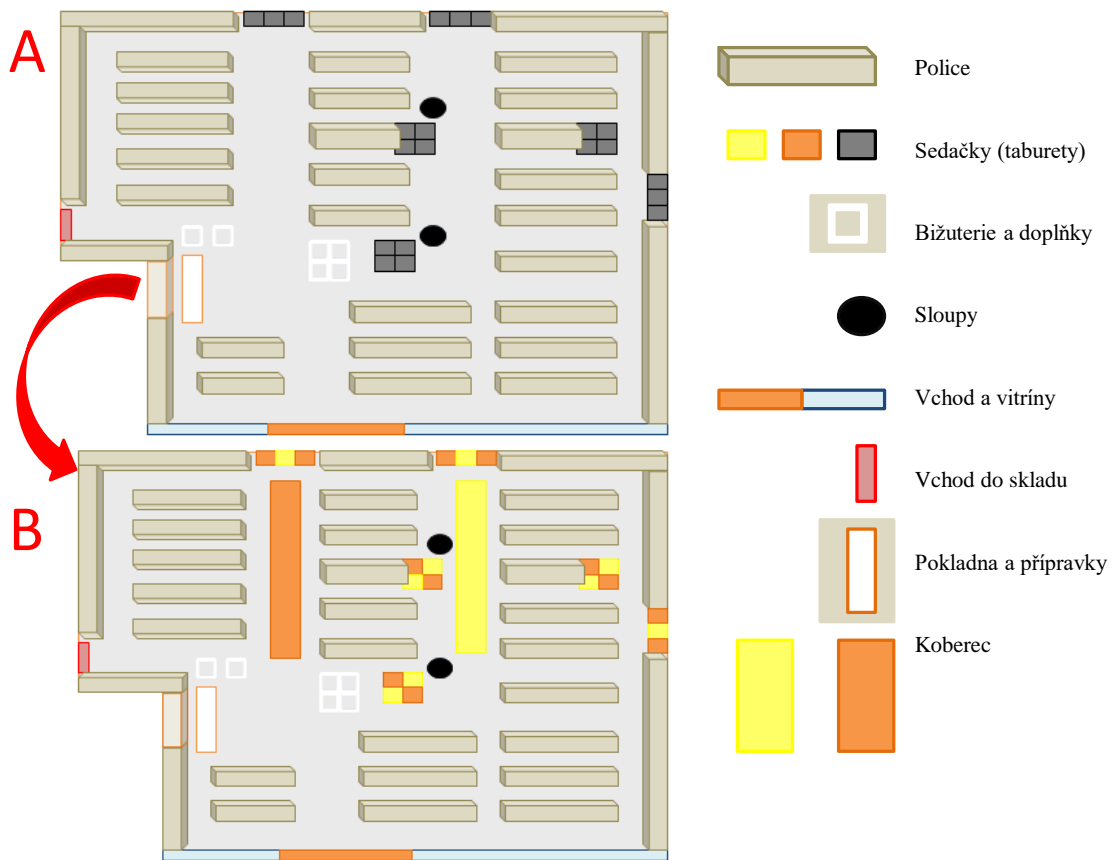 A
Police
Sedačky (taburety)
Bižuterie a doplňky
Sloupy
Vchod a vitríny
Vchod do skladu
B
Pokladna a přípravky
Koberec